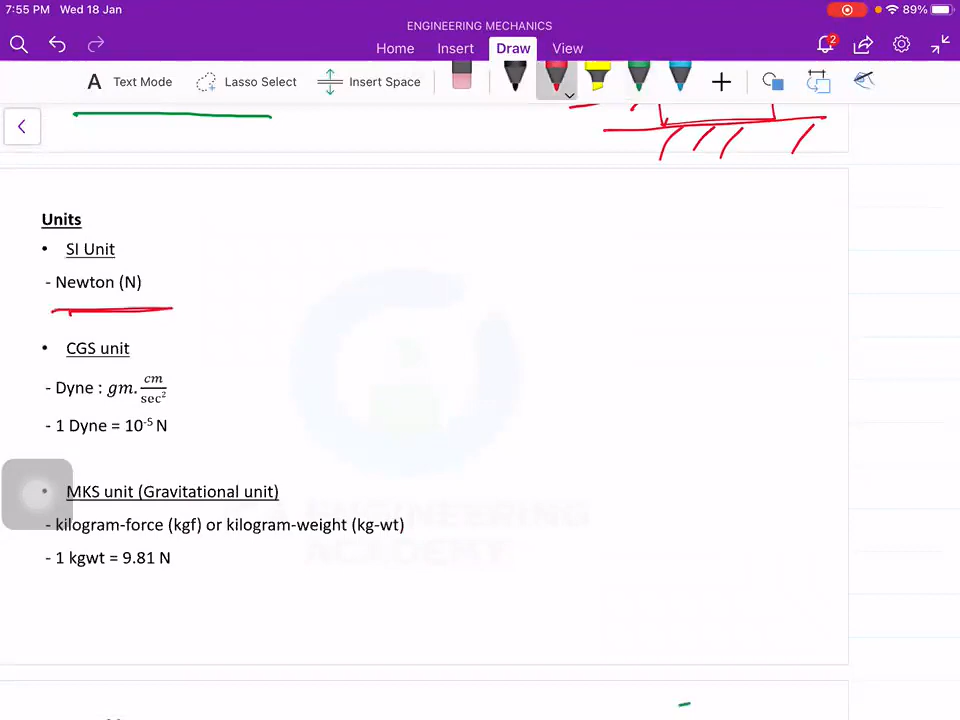 7:55 PM Wed 18 Jan
89%
ENGINEERING MECHANICS
Home Insert Draw View
2
A Text Mode Lasso Select Insert Space
Units
• SI Unit
- Newton (N)
• CGS unit
- Dyne : gm. cm/sec²
- 1 Dyne = 10⁻⁵ N
• MKS unit (Gravitational unit)
- kilogram-force (kgf) or kilogram-weight (kg-wt)
- 1 kgwt = 9.81 N
ENGINEERING
ACADEMY